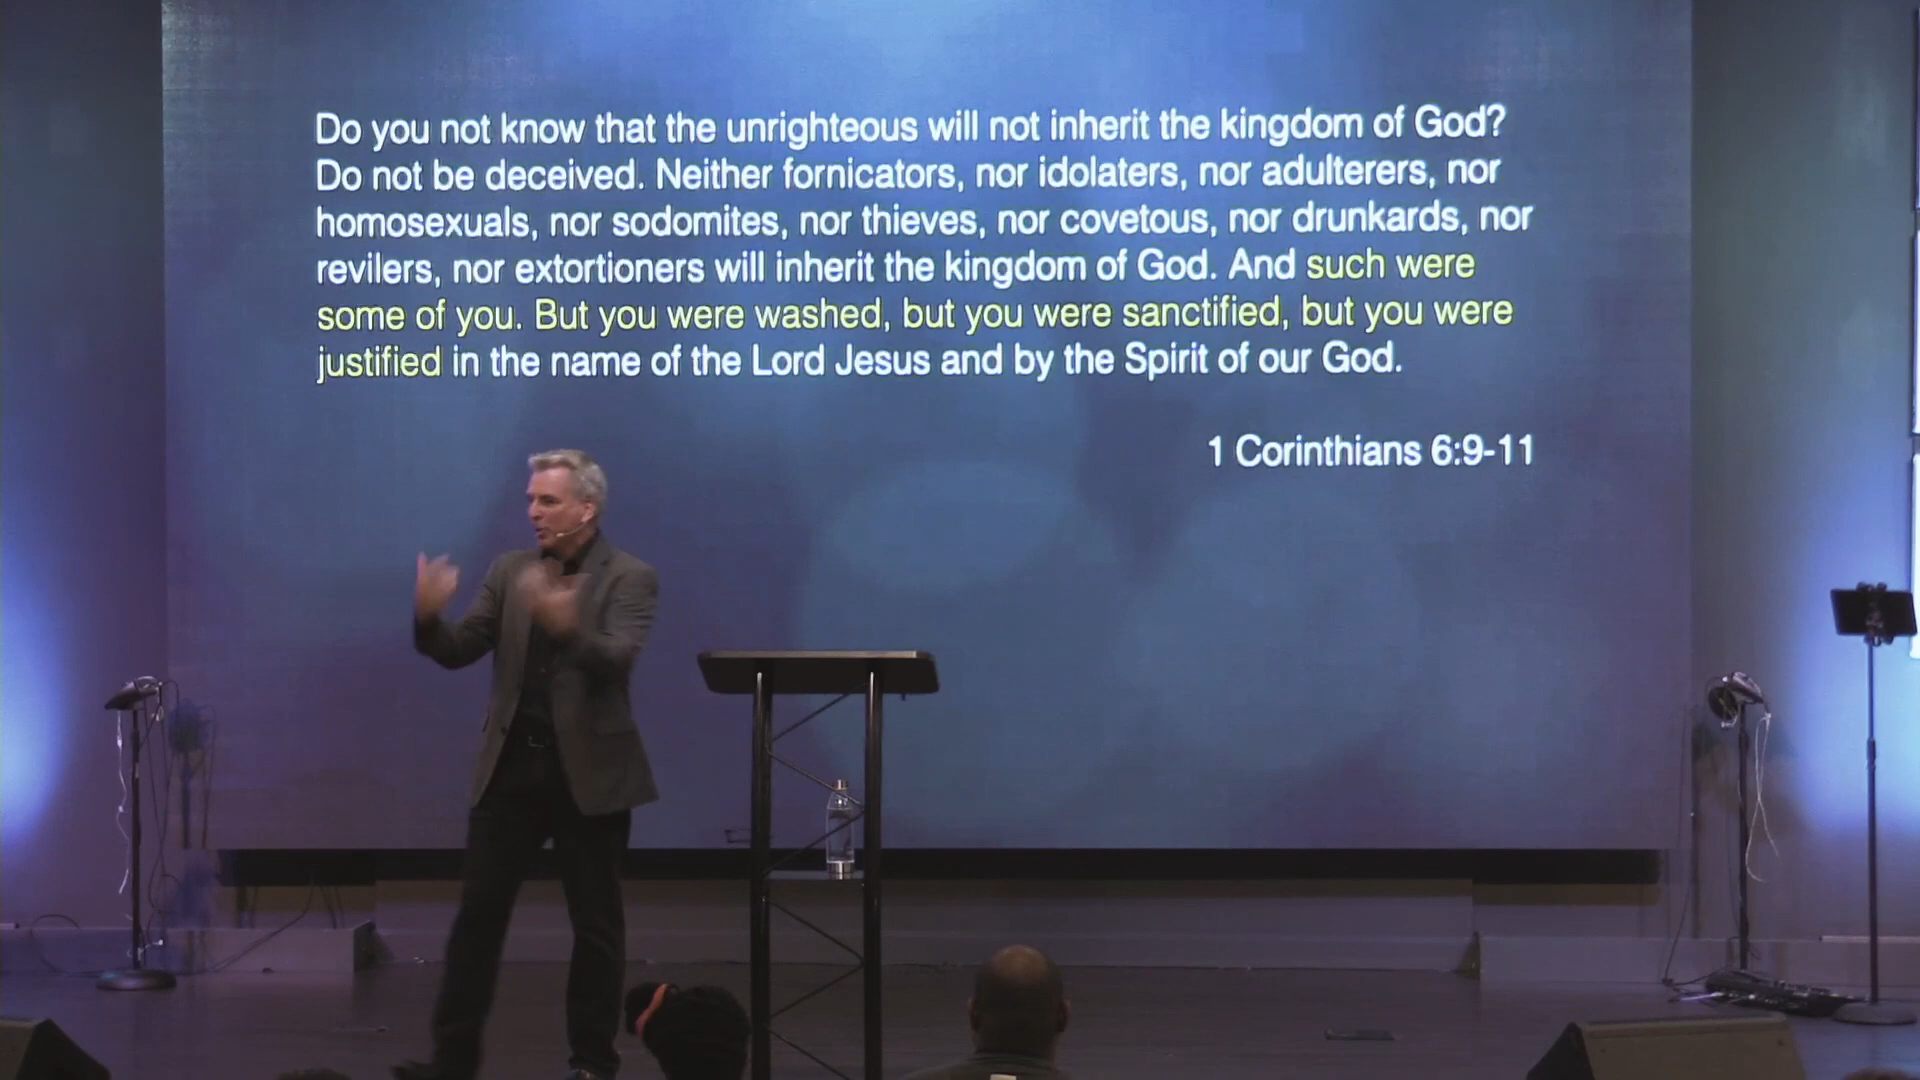 Do you not know that the unrighteous will not inherit the kingdom of God?
Do not be deceived. Neither fornicators, nor idolaters, nor adulterers, nor
homosexuals, nor sodomites, nor thieves, nor covetous, nor drunkards, nor
revilers, nor extortioners will inherit the kingdom of God. And such were
some of you. But you were washed, but you were sanctified, but you were
justified in the name of the Lord Jesus and by the Spirit of our God.
1 Corinthians 6:9-11